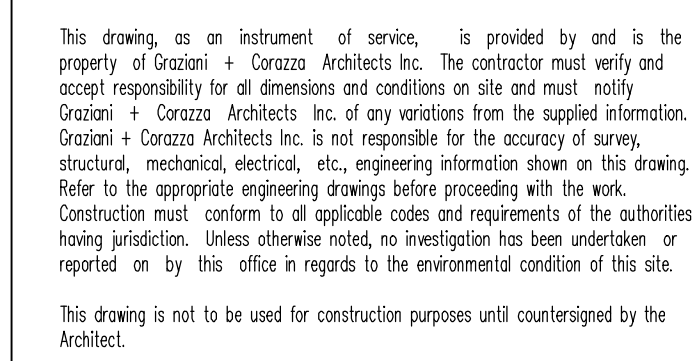 This drawing, as an instrument of service, is provided by and is the
property of Graziani + Corazza Architects Inc. The contractor must verify and
accept responsibility for all dimensions and conditions on site and must notify
Graziani + Corazza Architects Inc. of any variations from the supplied information.
Graziani + Corazza Architects Inc. is not responsible for the accuracy of survey,
structural, mechanical, electrical, etc., engineering information shown on this drawing.
Refer to the appropriate engineering drawings before proceeding with the work.
Construction must conform to all applicable codes and requirements of the authorities
having jurisdiction. Unless otherwise noted, no investigation has been undertaken or
reported on by this office in regards to the environmental condition of this site.
This drawing is not to be used for construction purposes until countersigned by the
Architect.